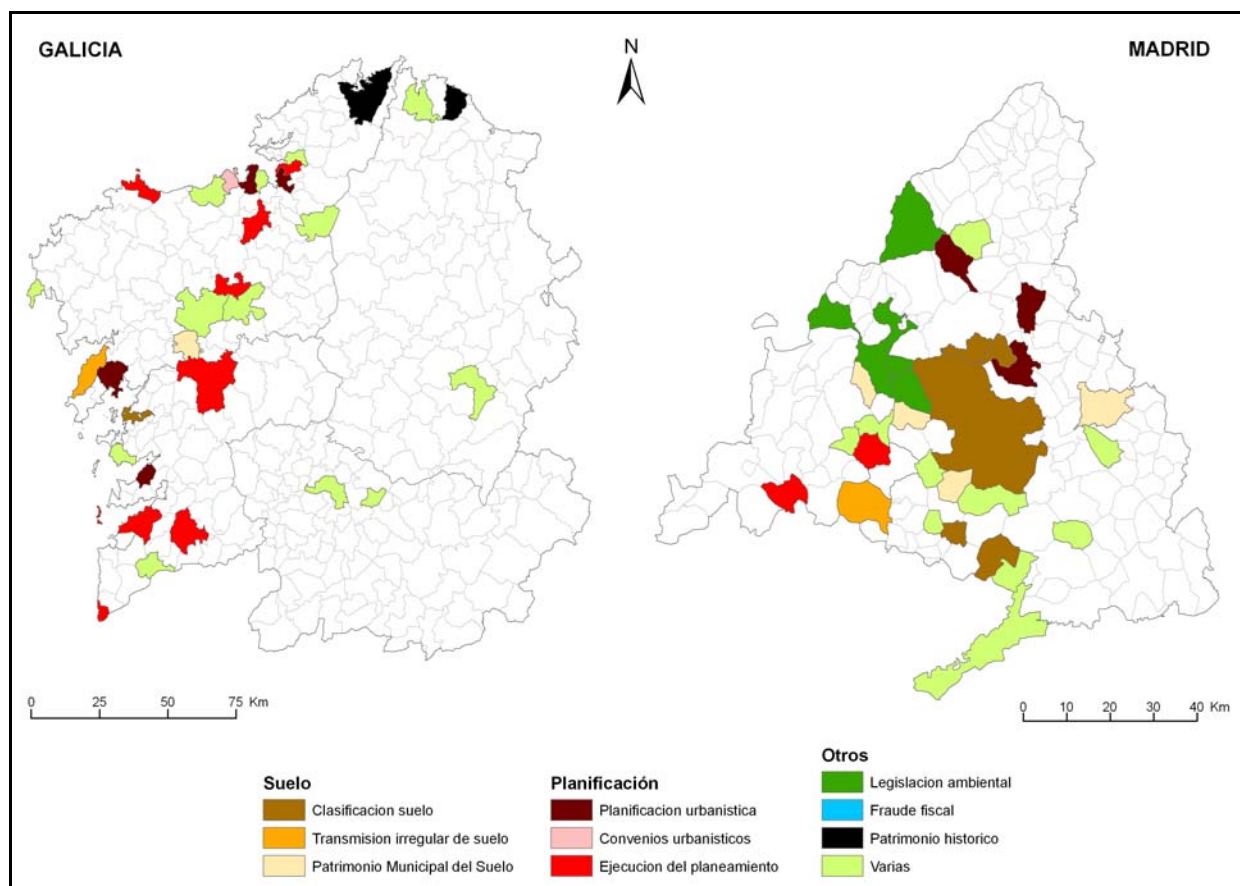 GALICIA
N
MADRID
0 25 50 75 Km
0 10 20 30 40 Km
Suelo
Clasificacion suelo
Transmision irregular de suelo
Patrimonio Municipal del Suelo
Planificación
Planificacion urbanistica
Convenios urbanisticos
Ejecucion del planeamiento
Otros
Legislacion ambiental
Fraude fiscal
Patrimonio historico
Varias